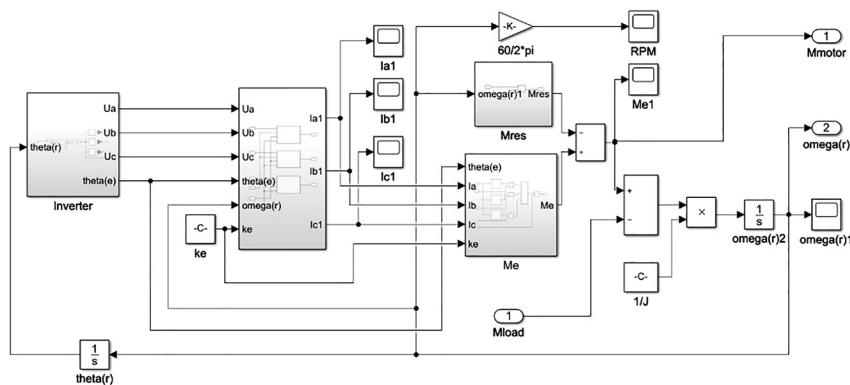 -K-
60/2*pi
RPM
Ia1
1
Mmotor
omega(r)1 Mres
Mres
Me1
Ib1
Ic1
2
omega(r)
theta(r)
Ua
Ub
Uc
theta(e)
Inverter
Ua
Ub
Uc
theta(e)
omega(r)
ke
Ia1
Ib1
Ic1
-C-
ke
theta(e)
Ia
Ib
Ic
ke
Me
Me
−
+
+
−
×
1
s
omega(r)2
omega(r)1
-C-
1/J
1
Mload
1
s
theta(r)